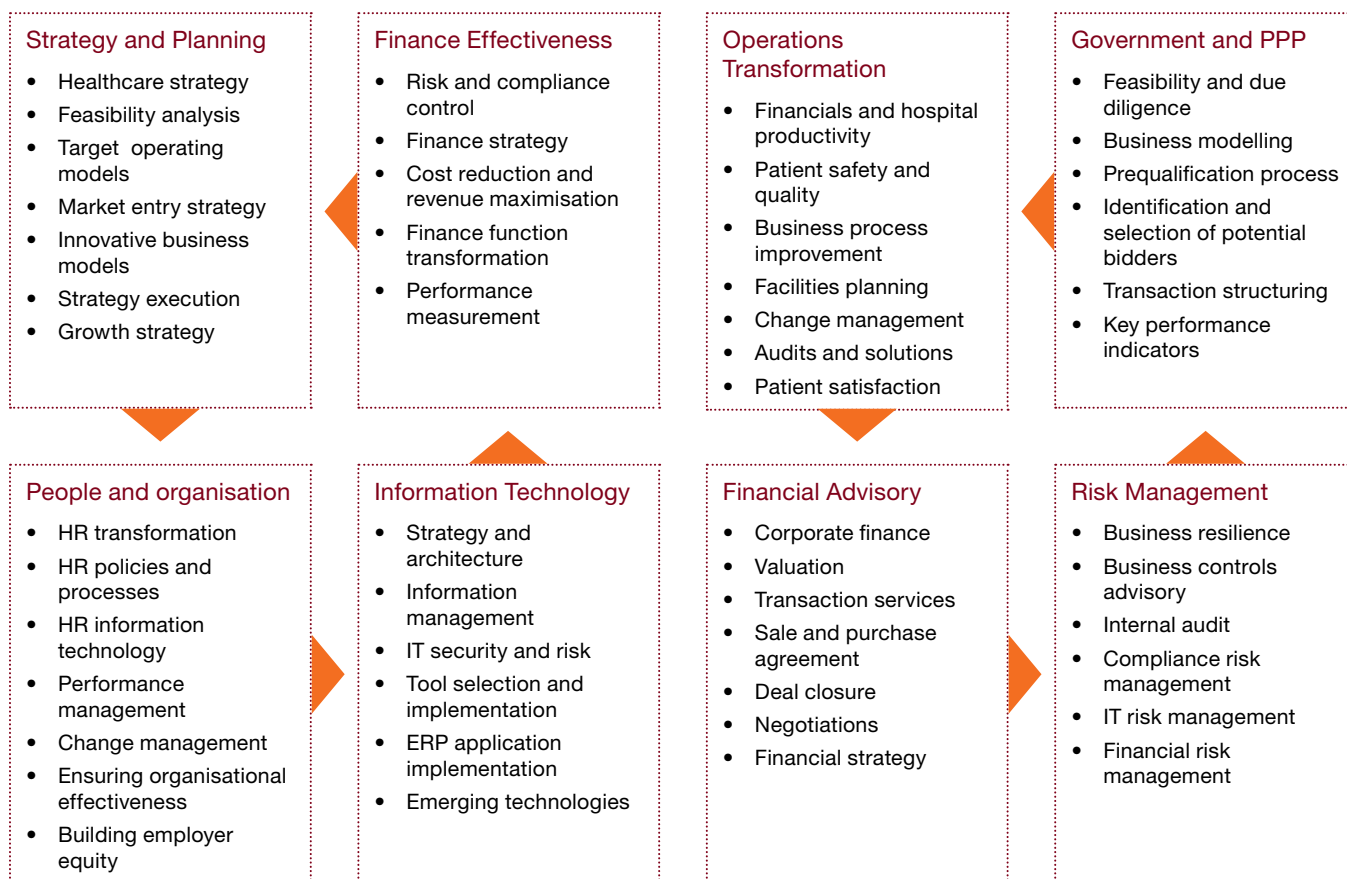 Strategy and Planning
• Healthcare strategy
• Feasibility analysis
• Target operating
models
• Market entry strategy
• Innovative business
models
• Strategy execution
• Growth strategy
Finance Effectiveness
• Risk and compliance
control
• Finance strategy
• Cost reduction and
revenue maximisation
• Finance function
transformation
• Performance
measurement
Operations
Transformation
• Financials and hospital
productivity
• Patient safety and
quality
• Business process
improvement
• Facilities planning
• Change management
• Audits and solutions
• Patient satisfaction
Government and PPP
• Feasibility and due
diligence
• Business modelling
• Prequalification process
• Identification and
selection of potential
bidders
• Transaction structuring
• Key performance
indicators
People and organisation
• HR transformation
• HR policies and
processes
• HR information
technology
• Performance
management
• Change management
• Ensuring organisational
effectiveness
• Building employer
equity
Information Technology
• Strategy and
architecture
• Information
management
• IT security and risk
• Tool selection and
implementation
• ERP application
implementation
• Emerging technologies
Financial Advisory
• Corporate finance
• Valuation
• Transaction services
• Sale and purchase
agreement
• Deal closure
• Negotiations
• Financial strategy
Risk Management
• Business resilience
• Business controls
advisory
• Internal audit
• Compliance risk
management
• IT risk management
• Financial risk
management